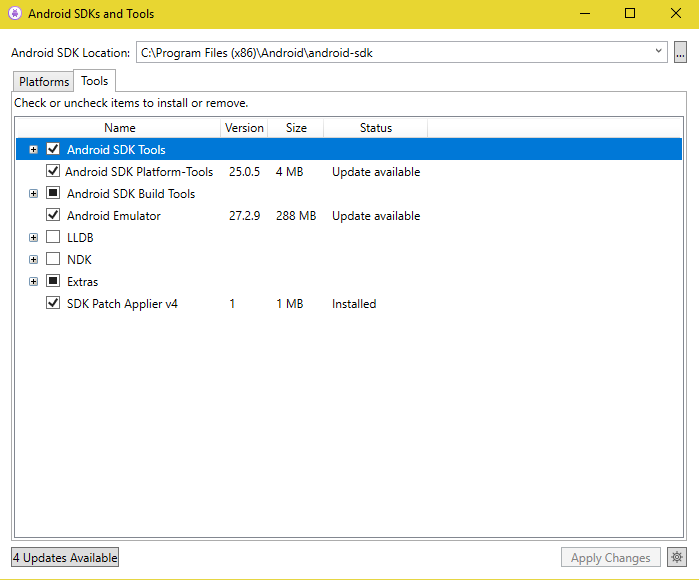 Android SDKs and Tools
Android SDK Location: C:\Program Files (x86)\Android\android-sdk ...
Platforms Tools
Check or uncheck items to install or remove.
Name Version Size Status
Android SDK Tools
Android SDK Platform-Tools 25.0.5 4 MB Update available
Android SDK Build Tools
Android Emulator 27.2.9 288 MB Update available
LLDB
NDK
Extras
SDK Patch Applier v4 1 1 MB Installed
4 Updates Available Apply Changes